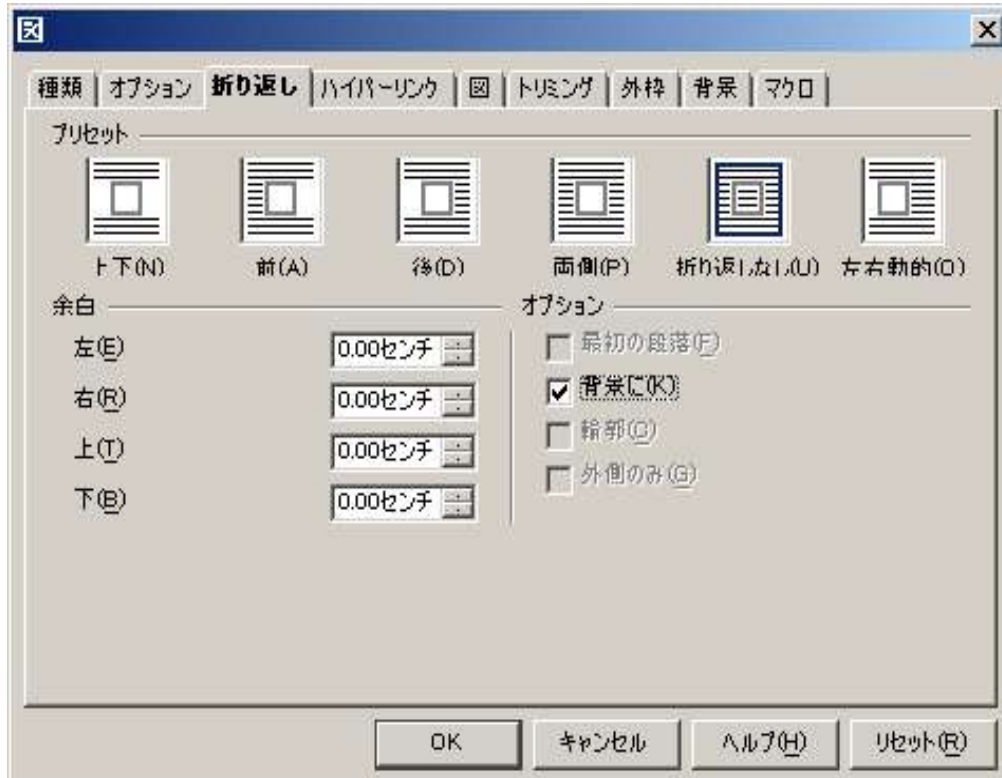 図
種類 オプション 折り返し ハイパーリンク 図 トリミング 外枠 背景 マクロ
プリセット
上下(N) 前(A) 後(D) 両側(P) 折り返しなし(U) 左右動的(O)
余白 オプション
左(E) 0.00センチ 最初の段落(F)
右(R) 0.00センチ 背景に(K)
上(T) 0.00センチ 輪郭(C)
下(B) 0.00センチ 外側のみ(G)
OK キャンセル ヘルプ(H) リセット(R)